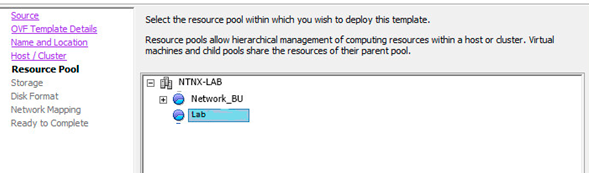 Source
OVF Template Details
Name and Location
Host / Cluster
Resource Pool
Storage
Disk Format
Network Mapping
Ready to Complete
Select the resource pool within which you wish to deploy this template.
Resource pools allow hierarchical management of computing resources within a host or cluster. Virtual
machines and child pools share the resources of their parent pool.
NTNX-LAB
Network_BU
Lab